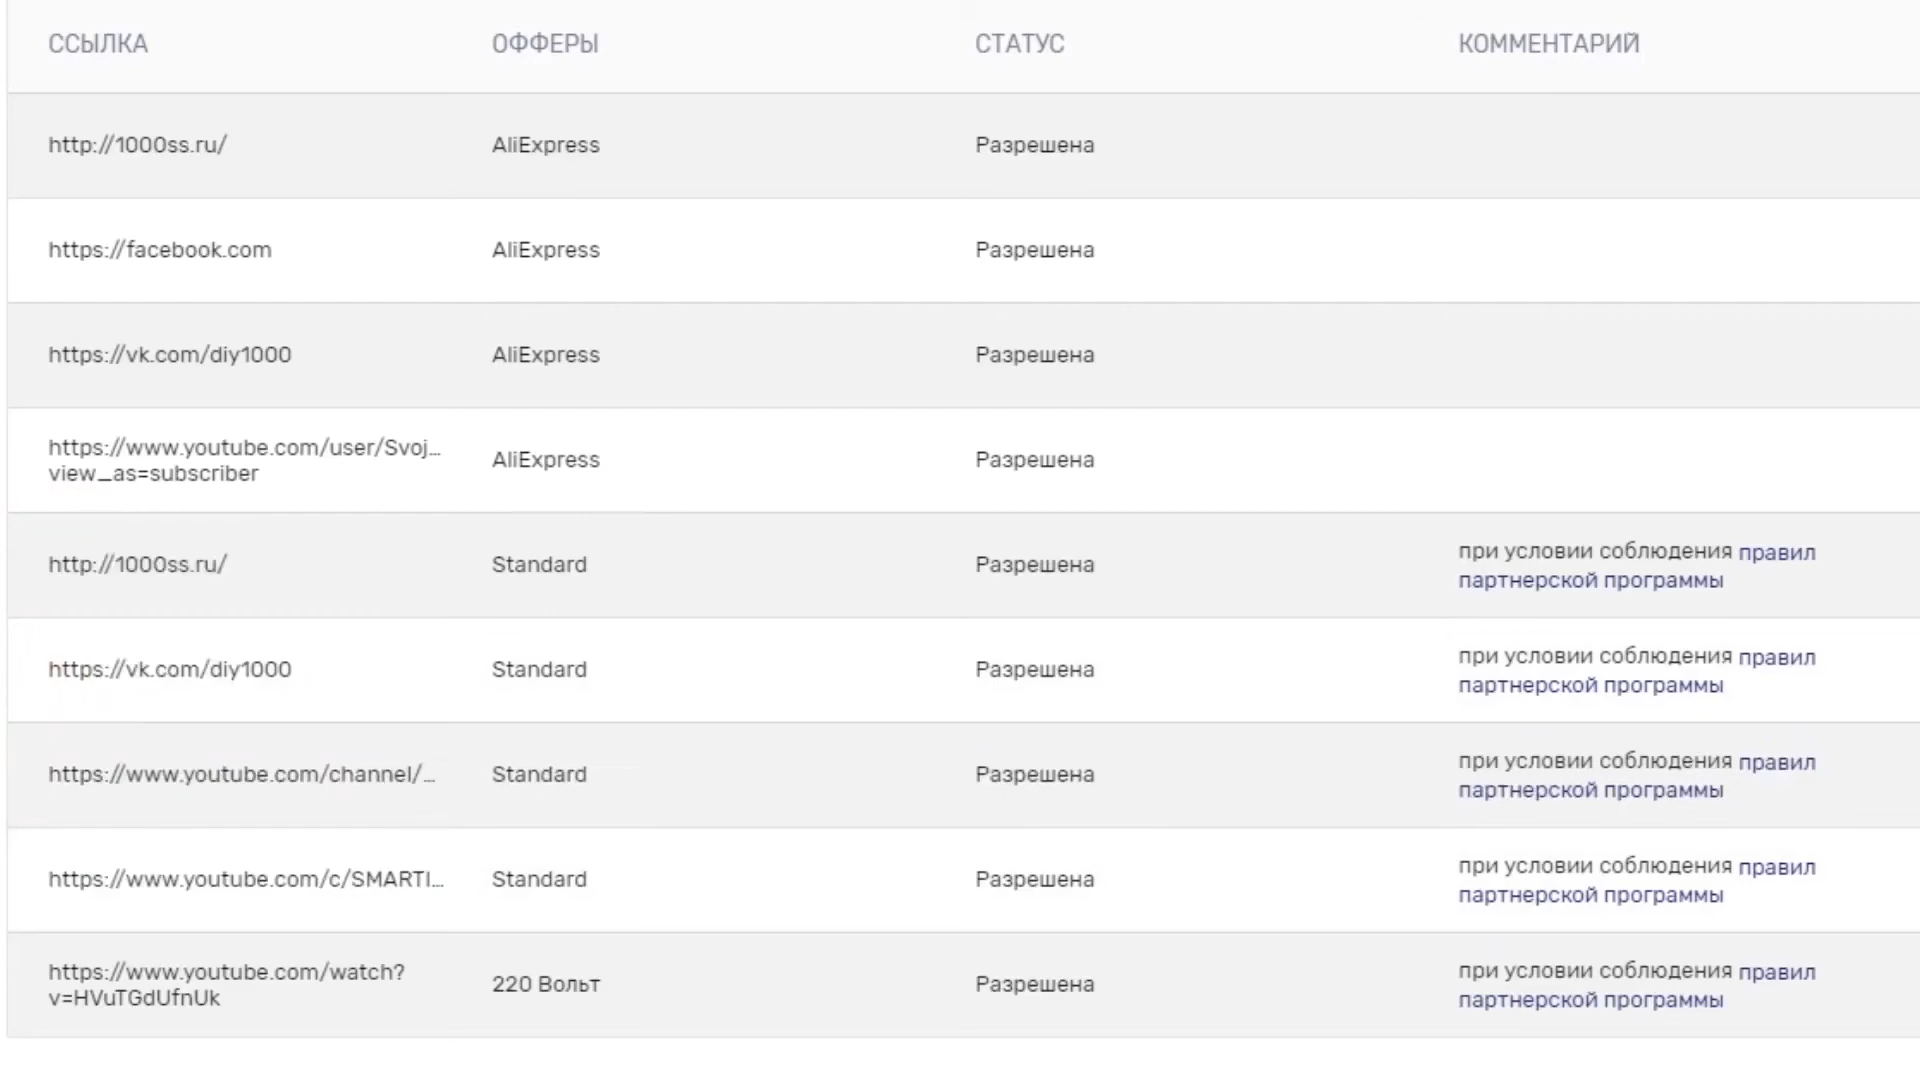 ССЫЛКА ОФФЕРЫ СТАТУС КОММЕНТАРИЙ
http://1000ss.ru/ AliExpress Разрешена
https://facebook.com AliExpress Разрешена
https://vk.com/diy1000 AliExpress Разрешена
https://www.youtube.com/user/Svoj…
view_as=subscriber AliExpress Разрешена
http://1000ss.ru/ Standard Разрешена при условии соблюдения правил
партнерской программы
https://vk.com/diy1000 Standard Разрешена при условии соблюдения правил
партнерской программы
https://www.youtube.com/channel/… Standard Разрешена при условии соблюдения правил
партнерской программы
https://www.youtube.com/c/SMARTI… Standard Разрешена при условии соблюдения правил
партнерской программы
https://www.youtube.com/watch?
v=HVuTGdUfnUk 220 Вольт Разрешена при условии соблюдения правил
партнерской программы